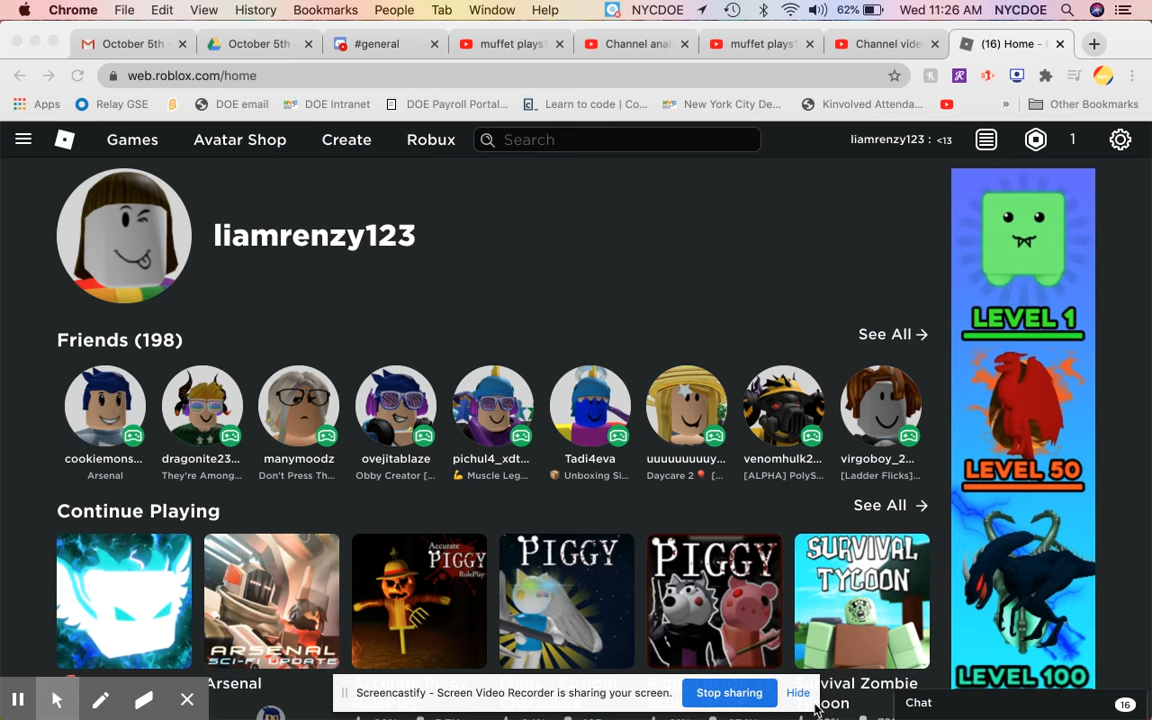 Chrome File Edit View History Bookmarks People Tab Window Help NYCDOE 62% Wed 11:26 AM NYCDOE
October 5th October 5th #general muffet plays Channel anal muffet plays Channel vide (16) Home -
web.roblox.com/home
Apps Relay GSE DOE email DOE Intranet DOE Payroll Portal... Learn to code | Co... New York City De... Kinvolved Attenda... » Other Bookmarks
Games Avatar Shop Create Robux Search liamrenzy123 : <13 1
liamrenzy123
Friends (198) See All
cookiemons... dragonite23... manymoodz ovejitablaze pichul4_xdt... Tadi4eva uuuuuuuuuy... venomhulk2... virgoboy_2...
Arsenal They're Among... Don't Press Th... Obby Creator [... Muscle Leg... Unboxing Si... Daycare 2 [... [ALPHA] PolyS... [Ladder Flicks]...
Continue Playing See All
ARSENAL
SCI-FI UPDATE
Accurate
PIGGY
RolePlay
PIGGY
PIGGY
SURVIVAL
TYCOON
Arsenal
Survival Zombie
Tycoon
LEVEL 1
LEVEL 50
LEVEL 100
Screencastify - Screen Video Recorder is sharing your screen. Stop sharing Hide
Chat 16